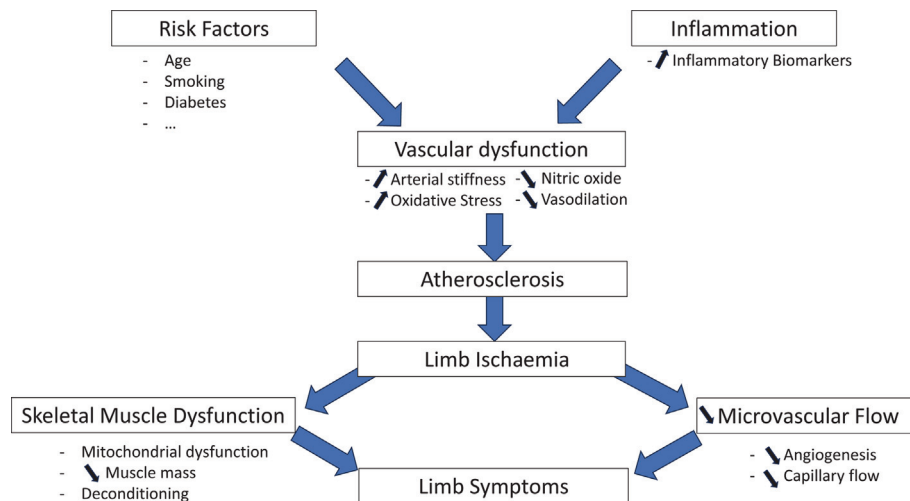 Risk Factors
- Age
- Smoking
- Diabetes
- ...
Inflammation
- Inflammatory Biomarkers
Vascular dysfunction
- Arterial stiffness
- Oxidative Stress
- Nitric oxide
- Vasodilation
Atherosclerosis
Limb Ischaemia
Skeletal Muscle Dysfunction
- Mitochondrial dysfunction
- Muscle mass
- Deconditioning
Microvascular Flow
- Angiogenesis
- Capillary flow
Limb Symptoms